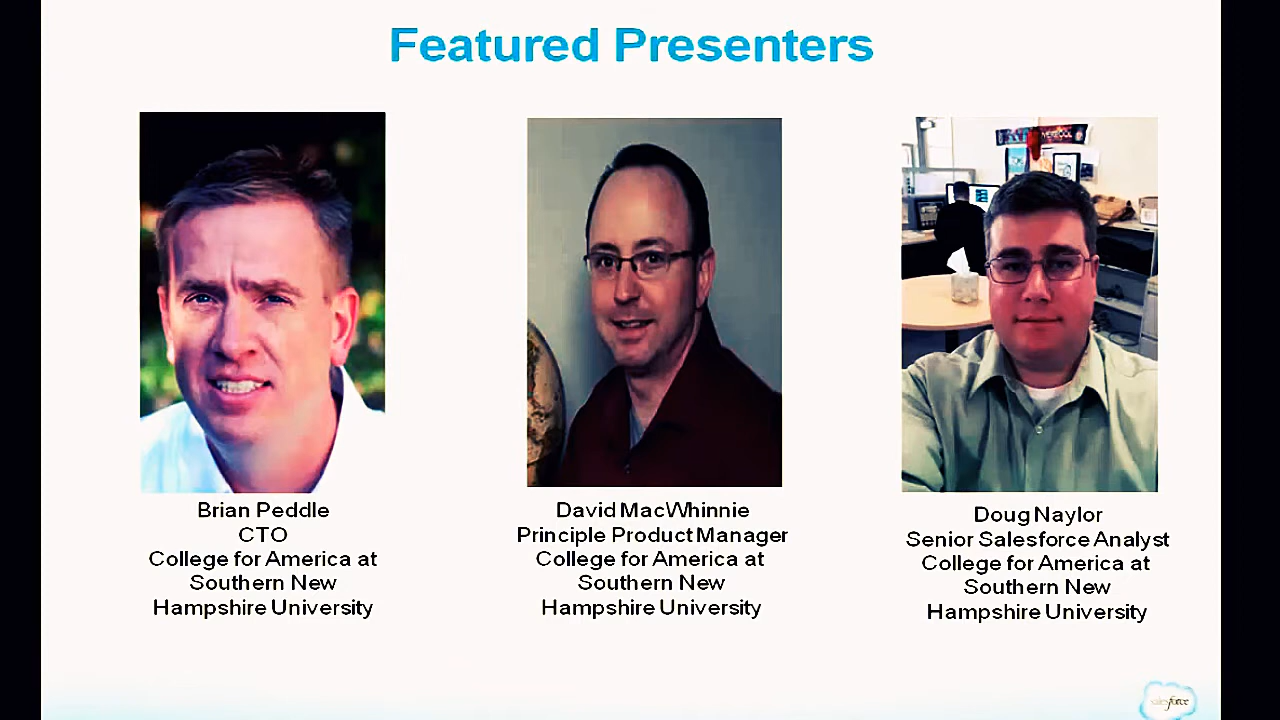 Featured Presenters
Brian Peddle
CTO
College for America at
Southern New
Hampshire University
David MacWhinnie
Principle Product Manager
College for America at
Southern New
Hampshire University
Doug Naylor
Senior Salesforce Analyst
College for America at
Southern New
Hampshire University
salesforce